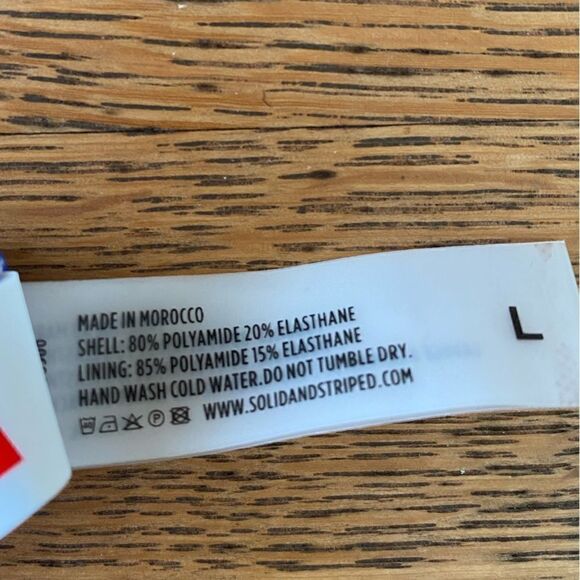 MADE IN MOROCCO
SHELL: 80% POLYAMIDE 20% ELASTHANE
LINING: 85% POLYAMIDE 15% ELASTHANE
HAND WASH COLD WATER.DO NOT TUMBLE DRY.
WWW.SOLIDANDSTRIPED.COM
L